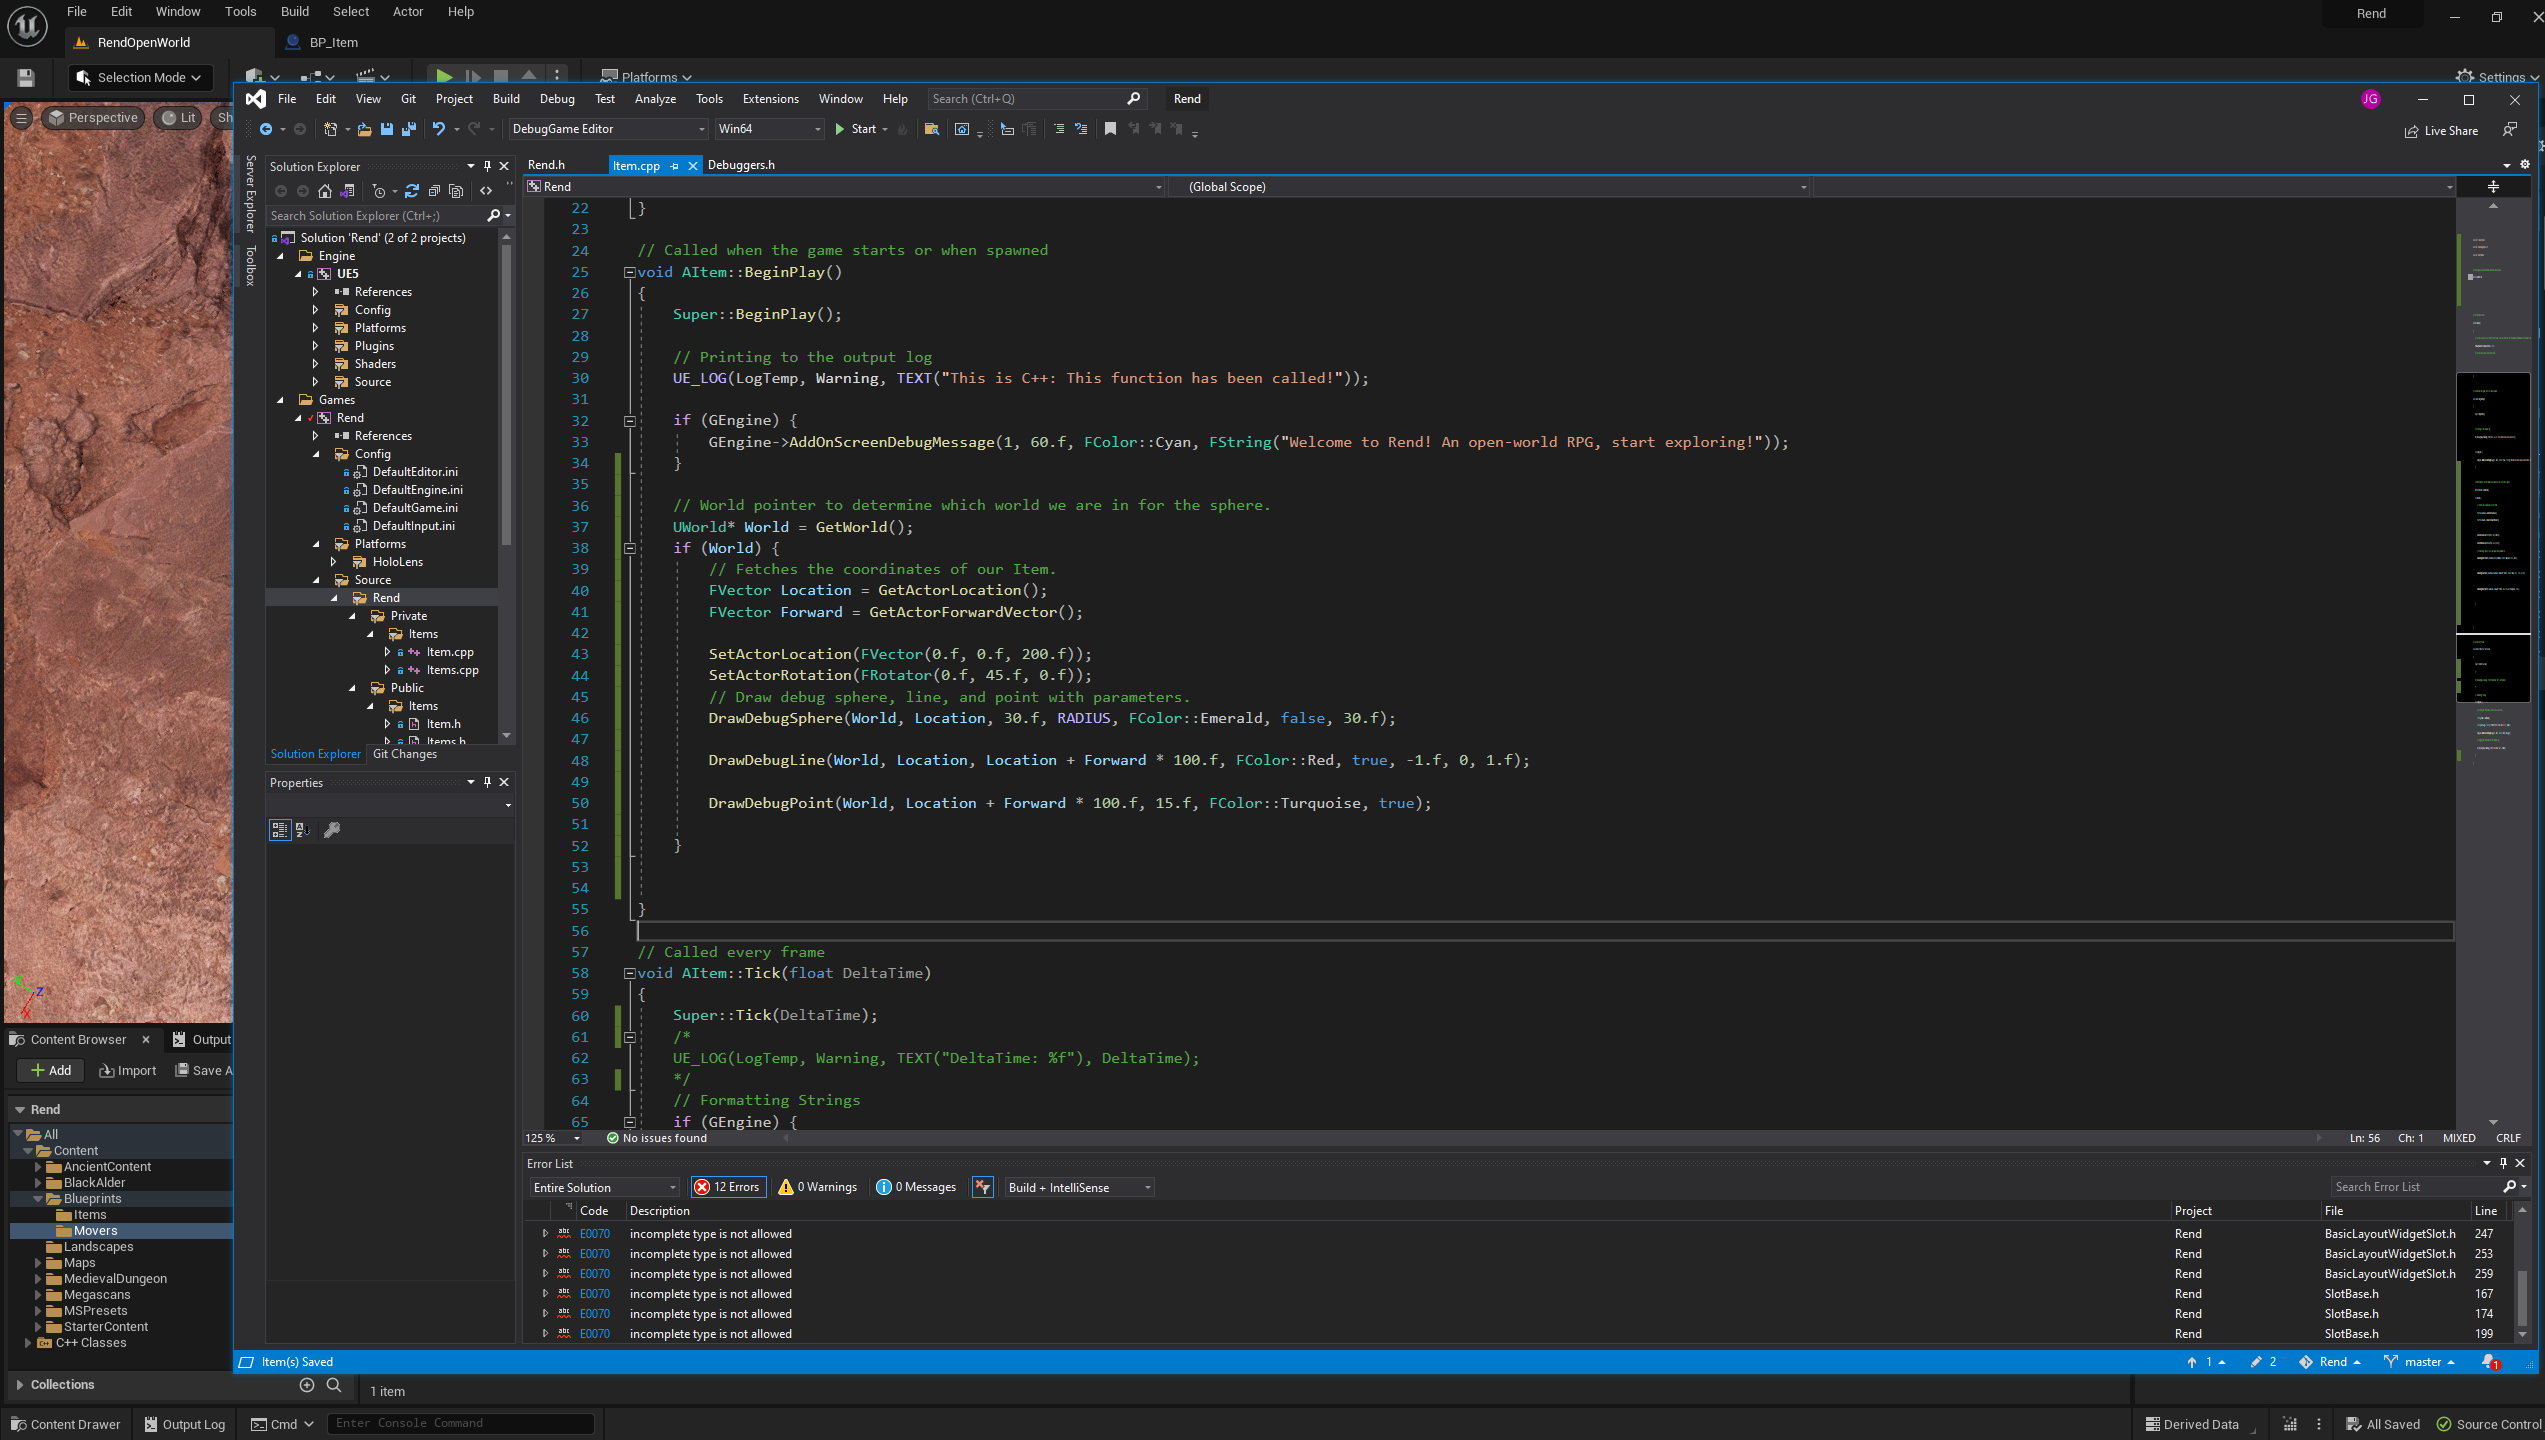 File Edit Window Tools Build Select Actor Help
Rend
RendOpenWorld
BP_Item
Selection Mode
Platforms
Settings
Perspective
Lit
Sh
File Edit View Git Project Build Debug Test Analyze Tools Extensions Window Help
Search (Ctrl+Q)
Rend
JG
DebugGame Editor
Win64
Start
Live Share
Server Explorer
Toolbox
Solution Explorer
Search Solution Explorer (Ctrl+;)
Solution 'Rend' (2 of 2 projects)
Engine
UE5
References
Config
Platforms
Plugins
Shaders
Source
Games
Rend
References
Config
DefaultEditor.ini
DefaultEngine.ini
DefaultGame.ini
DefaultInput.ini
Platforms
HoloLens
Source
Rend
Private
Items
Item.cpp
Items.cpp
Public
Items
Item.h
Items.h
Solution Explorer
Git Changes
Properties
Rend.h
Item.cpp
Debuggers.h
Rend
(Global Scope)
22 }
23
24 // Called when the game starts or when spawned
25 void AItem::BeginPlay()
26 {
27 Super::BeginPlay();
28
29 // Printing to the output log
30 UE_LOG(LogTemp, Warning, TEXT("This is C++: This function has been called!"));
31
32 if (GEngine) {
33 GEngine->AddOnScreenDebugMessage(1, 60.f, FColor::Cyan, FString("Welcome to Rend! An open-world RPG, start exploring!"));
34 }
35
36 // World pointer to determine which world we are in for the sphere.
37 UWorld* World = GetWorld();
38 if (World) {
39 // Fetches the coordinates of our Item.
40 FVector Location = GetActorLocation();
41 FVector Forward = GetActorForwardVector();
42
43 SetActorLocation(FVector(0.f, 0.f, 200.f));
44 SetActorRotation(FRotator(0.f, 45.f, 0.f));
45 // Draw debug sphere, line, and point with parameters.
46 DrawDebugSphere(World, Location, 30.f, RADIUS, FColor::Emerald, false, 30.f);
47
48 DrawDebugLine(World, Location, Location + Forward * 100.f, FColor::Red, true, -1.f, 0, 1.f);
49
50 DrawDebugPoint(World, Location + Forward * 100.f, 15.f, FColor::Turquoise, true);
51
52 }
53
54
55 }
56
57 // Called every frame
58 void AItem::Tick(float DeltaTime)
59 {
60 Super::Tick(DeltaTime);
61 /*
62 UE_LOG(LogTemp, Warning, TEXT("DeltaTime: %f"), DeltaTime);
63 */
64 // Formatting Strings
65 if (GEngine) {
125 %
No issues found
Ln: 56 Ch: 1 MIXED CRLF
Error List
Entire Solution
12 Errors
0 Warnings
0 Messages
Build + IntelliSense
Search Error List
Code Description Project File Line
E0070 incomplete type is not allowed Rend BasicLayoutWidgetSlot.h 247
E0070 incomplete type is not allowed Rend BasicLayoutWidgetSlot.h 253
E0070 incomplete type is not allowed Rend BasicLayoutWidgetSlot.h 259
E0070 incomplete type is not allowed Rend SlotBase.h 167
E0070 incomplete type is not allowed Rend SlotBase.h 174
E0070 incomplete type is not allowed Rend SlotBase.h 199
Item(s) Saved
1
2
Rend
master
1
Z
X
Content Browser
Output
Add
Import
Save A
Rend
All
Content
AncientContent
BlackAlder
Blueprints
Items
Movers
Landscapes
Maps
MedievalDungeon
Megascans
MSPresets
StarterContent
C++ Classes
Collections
1 item
Content Drawer
Output Log
Cmd
Enter Console Command
Derived Data
All Saved
Source Control